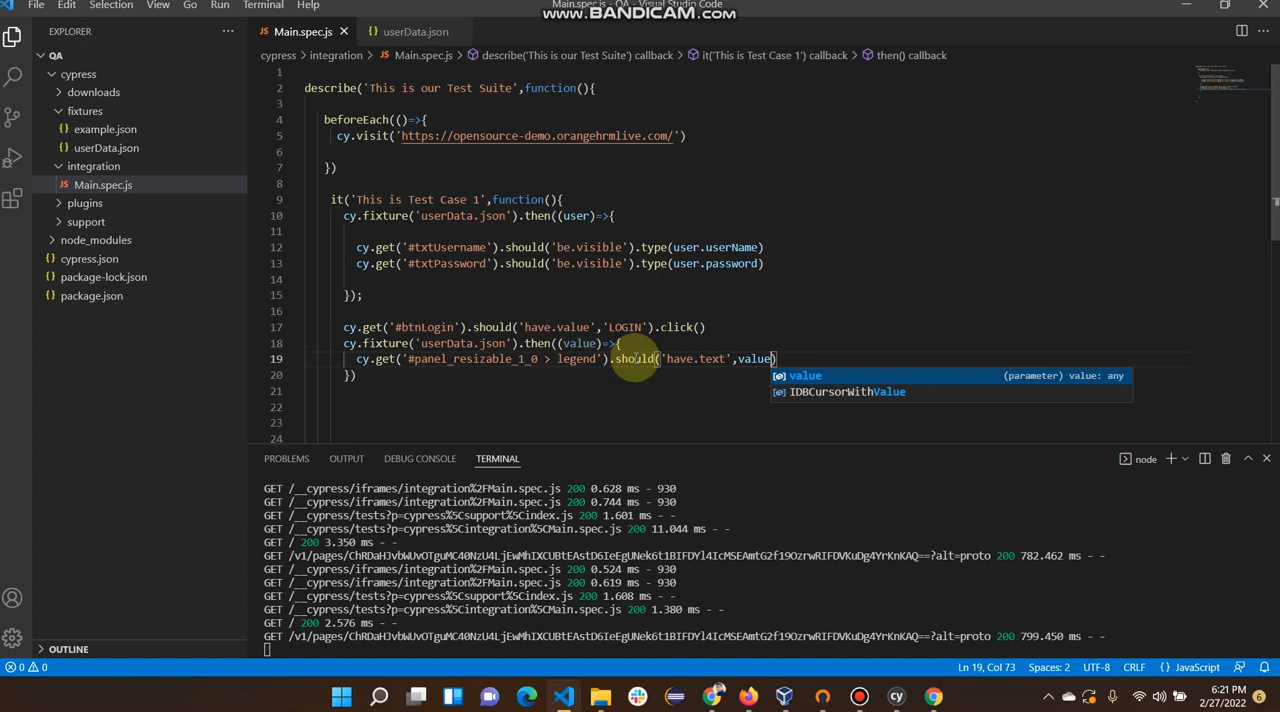 File Edit Selection View Go Run Terminal Help
Main.spec.js - QA - Visual Studio Code
www.BANDICAM.com
EXPLORER
Main.spec.js
userData.json
QA
cypress > integration > Main.spec.js > describe('This is our Test Suite') callback > it('This is Test Case 1') callback > then() callback
cypress
downloads
fixtures
example.json
userData.json
integration
Main.spec.js
plugins
support
node_modules
cypress.json
package-lock.json
package.json
1
2 describe('This is our Test Suite',function(){
3
4 beforeEach(()=>{
5 cy.visit('https://opensource-demo.orangehrmlive.com/')
6
7 })
8
9 it('This is Test Case 1',function(){
10 cy.fixture('userData.json').then((user)=>{
11
12 cy.get('#txtUsername').should('be.visible').type(user.userName)
13 cy.get('#txtPassword').should('be.visible').type(user.password)
14
15 });
16
17 cy.get('#btnLogin').should('have.value','LOGIN').click()
18 cy.fixture('userData.json').then((value)=>{
19 cy.get('#panel_resizable_1_0 > legend').should('have.text',value)
20 })
21
22
23
24
value (parameter) value: any
IDBCursorWithValue
PROBLEMS OUTPUT DEBUG CONSOLE TERMINAL
node
GET /__cypress/iframes/integration%2FMain.spec.js 200 0.628 ms - 930
GET /__cypress/iframes/integration%2FMain.spec.js 200 0.744 ms - 930
GET /__cypress/tests?p=cypress%5Csupport%5Cindex.js 200 1.601 ms - -
GET /__cypress/tests?p=cypress%5Cintegration%5CMain.spec.js 200 11.044 ms - -
GET / 200 3.350 ms - -
200 782.462 ms - -
GET /__cypress/iframes/integration%2FMain.spec.js 200 0.524 ms - 930
GET /__cypress/iframes/integration%2FMain.spec.js 200 0.619 ms - 930
GET /__cypress/tests?p=cypress%5Csupport%5Cindex.js 200 1.608 ms - -
GET /__cypress/tests?p=cypress%5Cintegration%5CMain.spec.js 200 1.380 ms - -
GET / 200 2.576 ms - -
200 799.450 ms - -
OUTLINE
0 0
Ln 19, Col 73 Spaces: 2 UTF-8 CRLF {} JavaScript
6:21 PM
2/27/2022
6